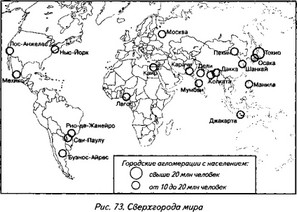 Москва
Лос-Анжелес
Нью-Йорк
Пекин
Токио
Осака
Шанхай
Карачи
Дели
Дакка
Каир
Мехико
Мумбаи
Колката
Манила
Лагос
Рио-де-Жанейро
Сан-Паулу
Джакарта
Буэнос-Айрес
Городские агломерации с населением:
свыше 20 млн человек
от 10 до 20 млн человек
Рис. 73. Сверхгорода мира